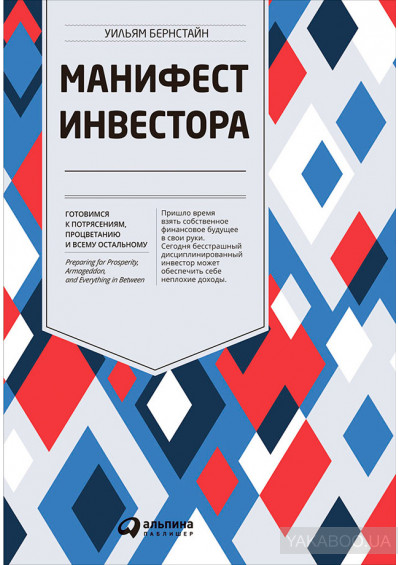 УИЛЬЯМ БЕРНСТАЙН
МАНИФЕСТ
ИНВЕСТОРА
ГОТОВИМСЯ
К ПОТРЯСЕНИЯМ,
ПРОЦВЕТАНИЮ
И ВСЕМУ ОСТАЛЬНОМУ
Preparing for Prosperity,
Armageddon,
and Everything in Between
Пришло время
взять собственное
финансовое будущее
в свои руки.
Сегодня бесстрашный
дисциплинированный
инвестор может
обеспечить себе
неплохие доходы.
альпина
ПАБЛИШЕР
YAKABOO.UA